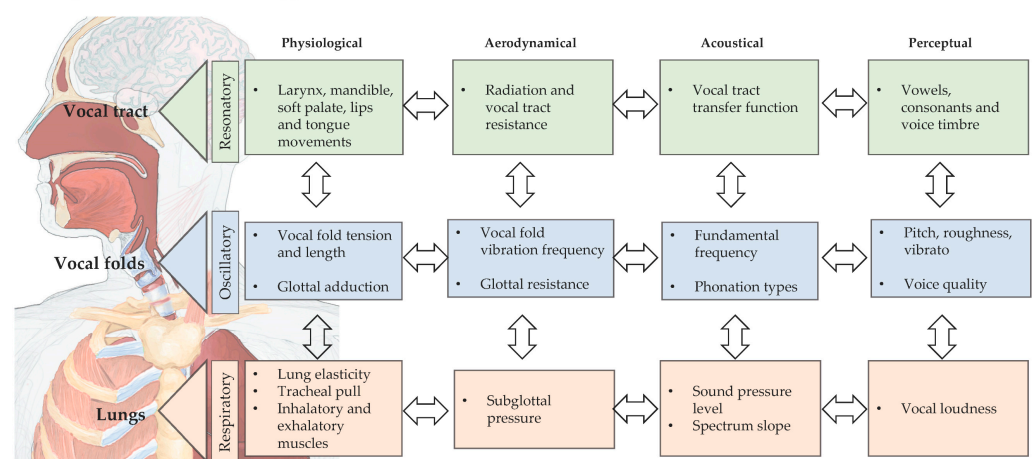 Physiological
Aerodynamical
Acoustical
Perceptual
Vocal tract
Resonatory
• Larynx, mandible,
soft palate, lips
and tongue
movements
• Radiation and
vocal tract
resistance
• Vocal tract
transfer function
• Vowels,
consonants and
voice timbre
Vocal folds
Oscillatory
• Vocal fold tension
and length
• Glottal adduction
• Vocal fold
vibration frequency
• Glottal resistance
• Fundamental
frequency
• Phonation types
• Pitch, roughness,
vibrato
• Voice quality
Lungs
Respiratory
• Lung elasticity
• Tracheal pull
• Inhalatory and
exhalatory
muscles
• Subglottal
pressure
• Sound pressure
level
• Spectrum slope
• Vocal loudness